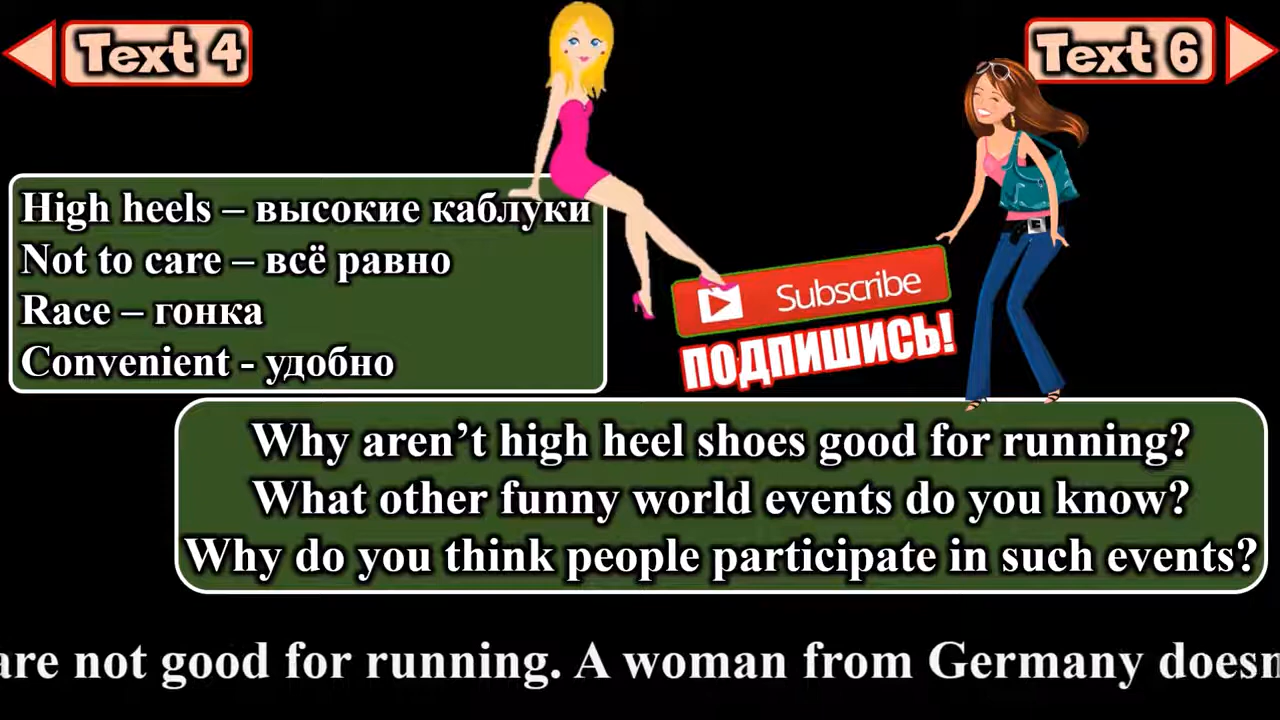 Text 4
Text 6
High heels – высокие каблуки
Not to care – всё равно
Race – гонка
Convenient - удобно
Subscribe
ПОДПИШИСЬ!
Why aren’t high heel shoes good for running?
What other funny world events do you know?
Why do you think people participate in such events?
are not good for running. A woman from Germany doesn